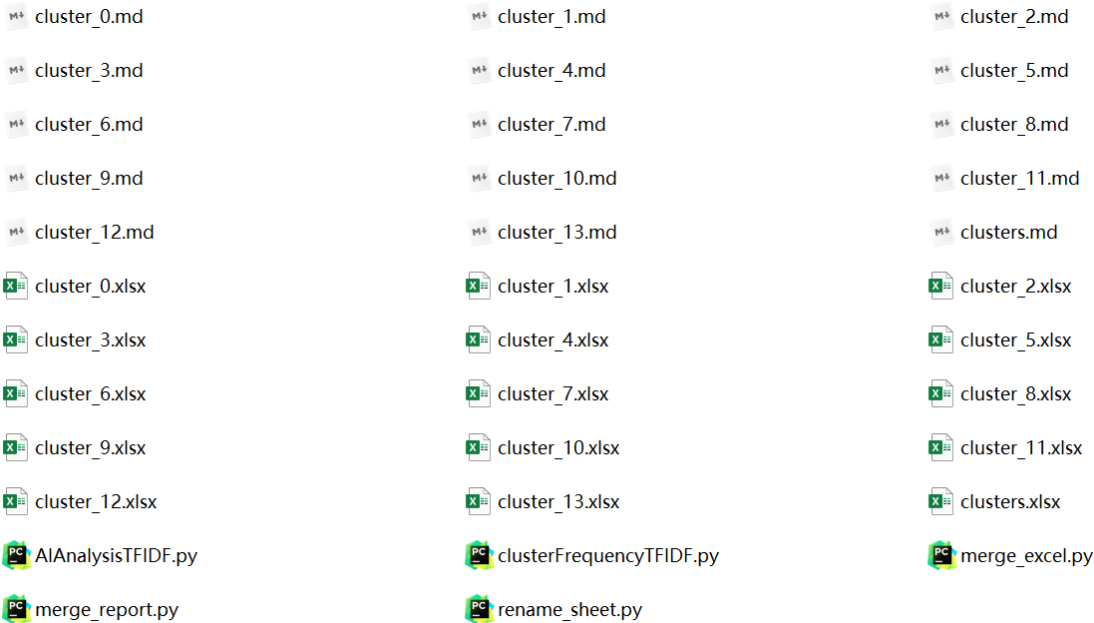 cluster_0.md cluster_1.md cluster_2.md
cluster_3.md cluster_4.md cluster_5.md
cluster_6.md cluster_7.md cluster_8.md
cluster_9.md cluster_10.md cluster_11.md
cluster_12.md cluster_13.md clusters.md
cluster_0.xlsx cluster_1.xlsx cluster_2.xlsx
cluster_3.xlsx cluster_4.xlsx cluster_5.xlsx
cluster_6.xlsx cluster_7.xlsx cluster_8.xlsx
cluster_9.xlsx cluster_10.xlsx cluster_11.xlsx
cluster_12.xlsx cluster_13.xlsx clusters.xlsx
AIAnalysisTFIDF.py clusterFrequencyTFIDF.py merge_excel.py
merge_report.py rename_sheet.py